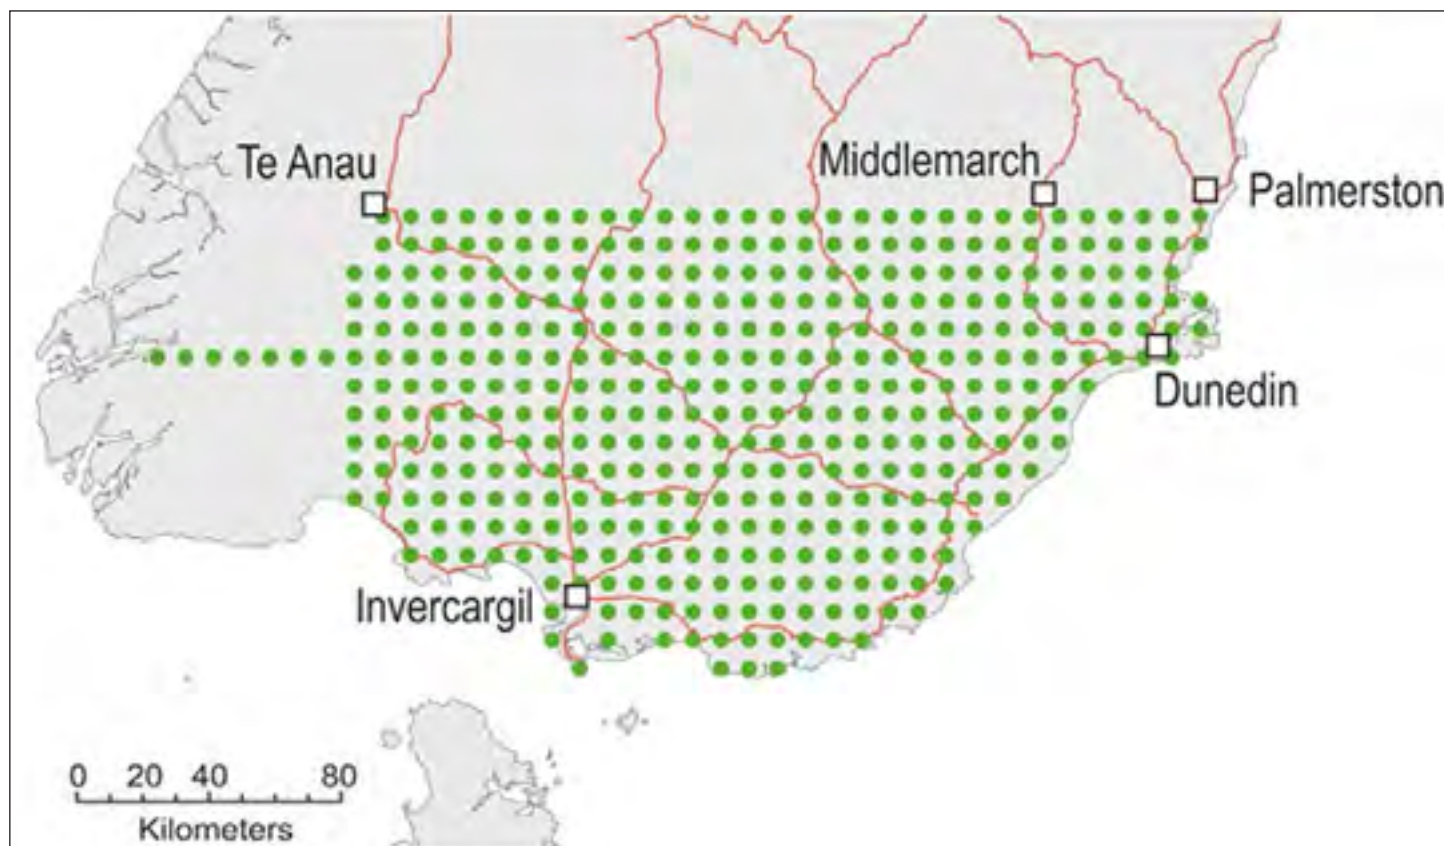 Te Anau
Middlemarch
Palmerston
Dunedin
Invercargil
0 20 40 80
Kilometers